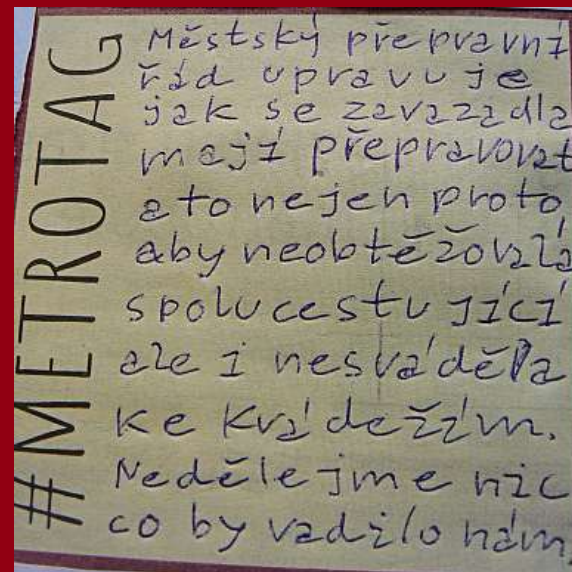 #METROTAG
Městský přepravní
řád upravuje
jak se zavazadla
mají přepravovat
a to nejen proto,
aby neobtěžovala
spolucestující
ale i nesváděla
ke krádežím.
Nedělejme nic
co by vadilo nám.